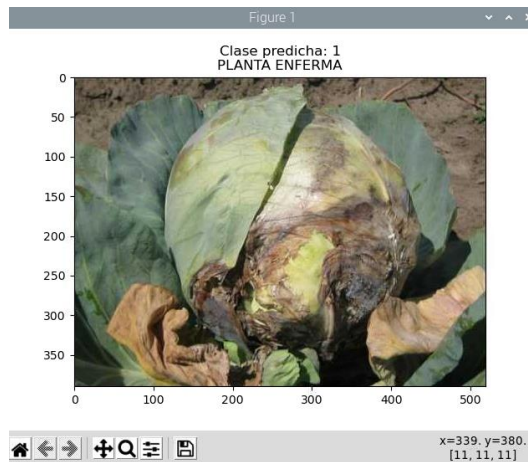 Figure 1
Clase predicha: 1
PLANTA ENFERMA
0
50
100
150
200
250
300
350
0
100
200
300
400
500
x=339. y=380.
[11, 11, 11]